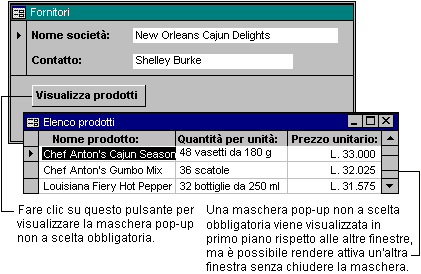 Fornitori
Nome società: New Orleans Cajun Delights
Contatto: Shelley Burke
Visualizza prodotti
Elenco prodotti
Nome prodotto: Quantità per unità: Prezzo unitario:
Chef Anton's Cajun Season 48 vasetti da 180 g L. 33.000
Chef Anton's Gumbo Mix 36 scatole L. 32.025
Louisiana Fiery Hot Pepper 32 bottiglie da 250 ml L. 31.575
Fare clic su questo pulsante per
visualizzare la maschera pop-up
non a scelta obbligatoria.
Una maschera pop-up non a scelta
obbligatoria viene visualizzata in
primo piano rispetto alle altre finestre,
ma è possibile rendere attiva un'altra
finestra senza chiudere la maschera.